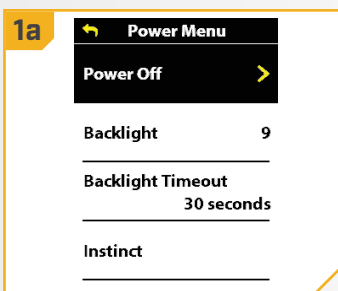 1a
Power Menu
Power Off
Backlight 9
Backlight Timeout
30 seconds
Instinct